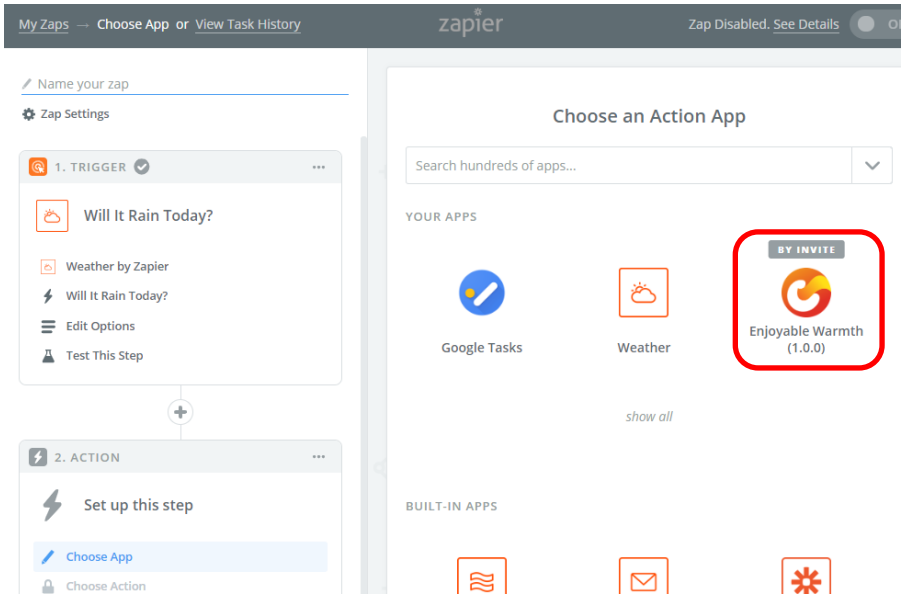 My Zaps → Choose App or View Task History
zapier
Zap Disabled. See Details
Name your zap
Zap Settings
1. TRIGGER
Will It Rain Today?
Weather by Zapier
Will It Rain Today?
Edit Options
Test This Step
2. ACTION
Set up this step
Choose App
Choose Action
Choose an Action App
Search hundreds of apps...
YOUR APPS
Google Tasks
Weather
BY INVITE
Enjoyable Warmth
(1.0.0)
show all
BUILT-IN APPS